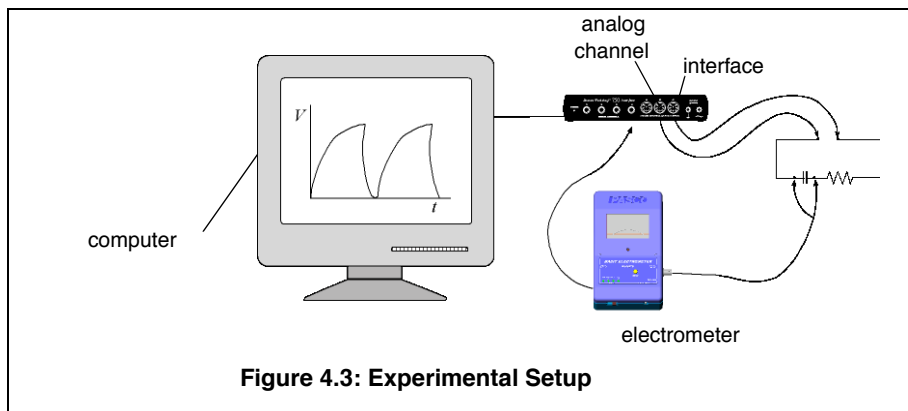 analog
channel
interface
V
t
computer
electrometer
Figure 4.3: Experimental Setup